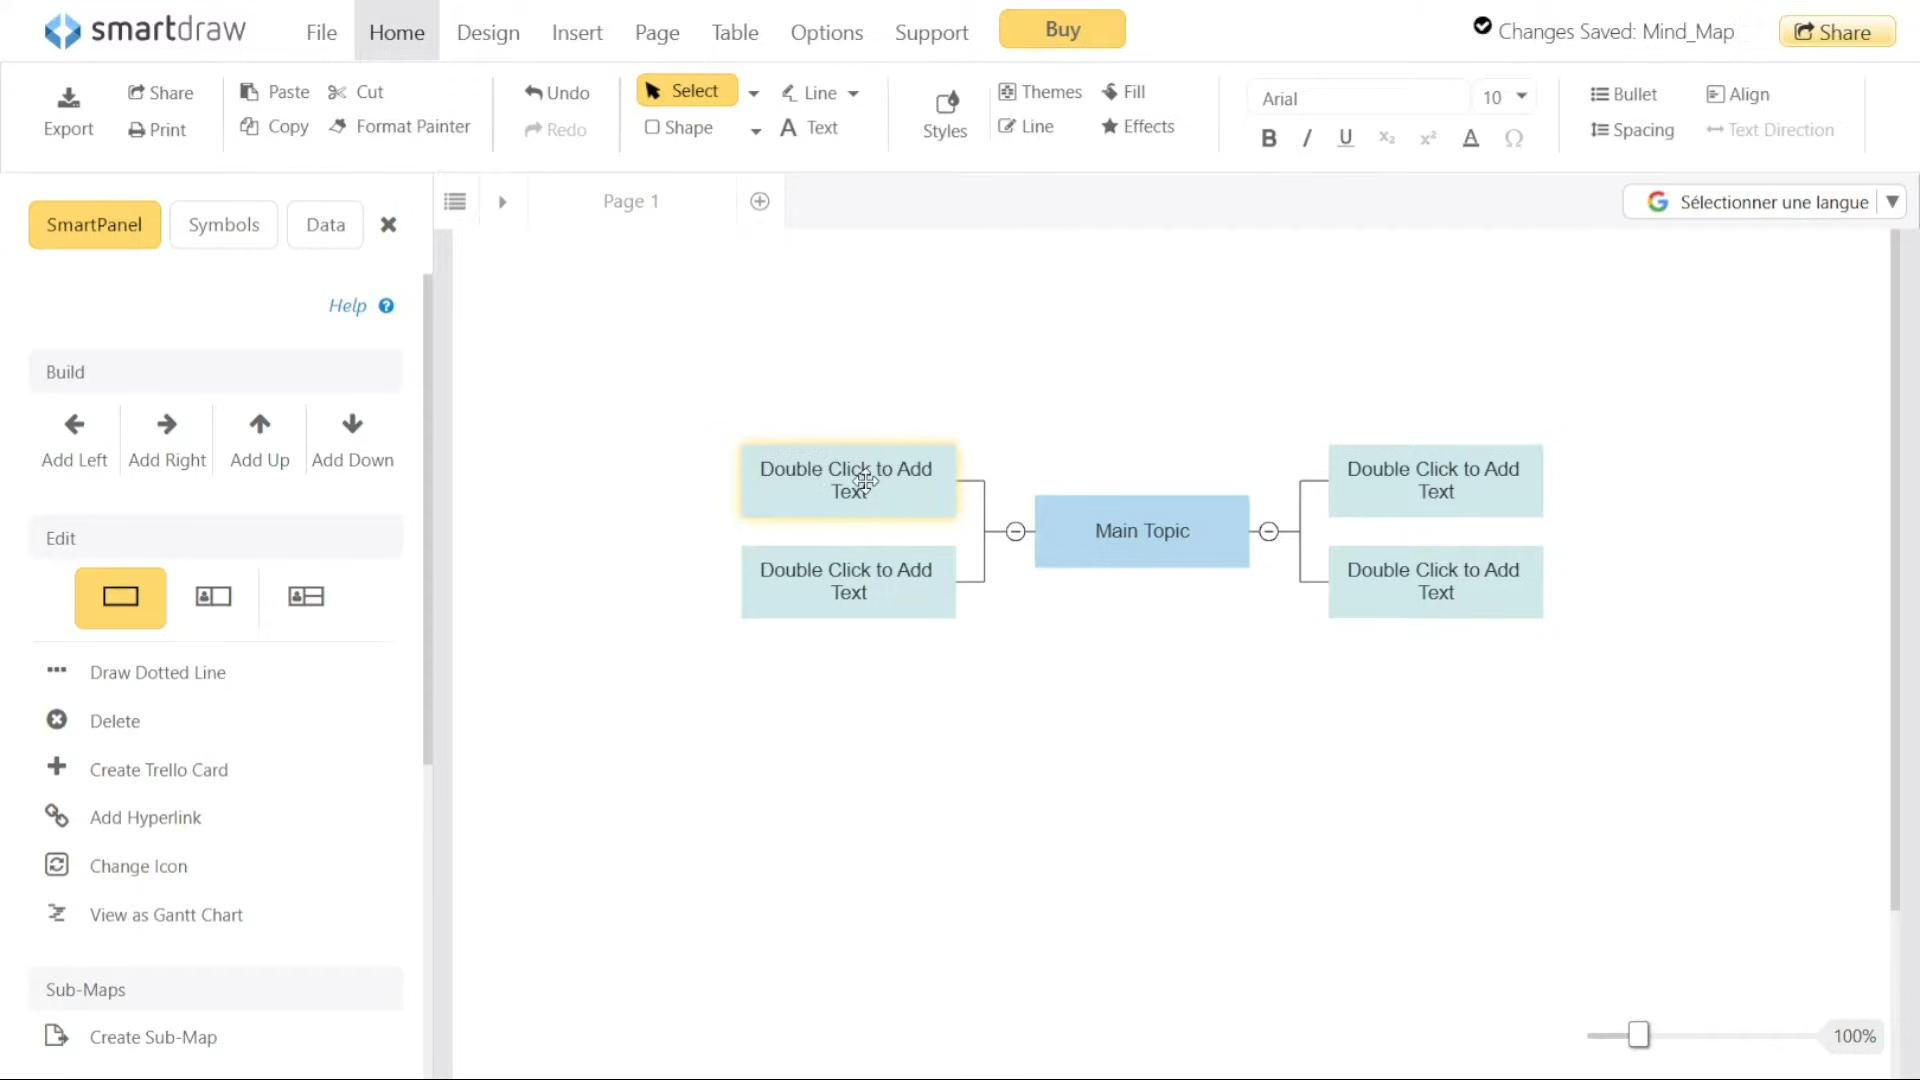 smartdraw
File Home Design Insert Page Table Options Support Buy Changes Saved: Mind_Map Share
Export Share Print Paste Cut Copy Format Painter Undo Redo Select Line Shape Text Styles Themes Fill Line Effects Arial 10 B I U x₂ x² A Ω Bullet Align Spacing Text Direction
SmartPanel Symbols Data Page 1 Sélectionner une langue
Help
Build
Add Left Add Right Add Up Add Down
Edit
Draw Dotted Line
Delete
Create Trello Card
Add Hyperlink
Change Icon
View as Gantt Chart
Sub-Maps
Create Sub-Map
Double Click to Add
Text
Double Click to Add
Text
Main Topic
Double Click to Add
Text
Double Click to Add
Text
100%